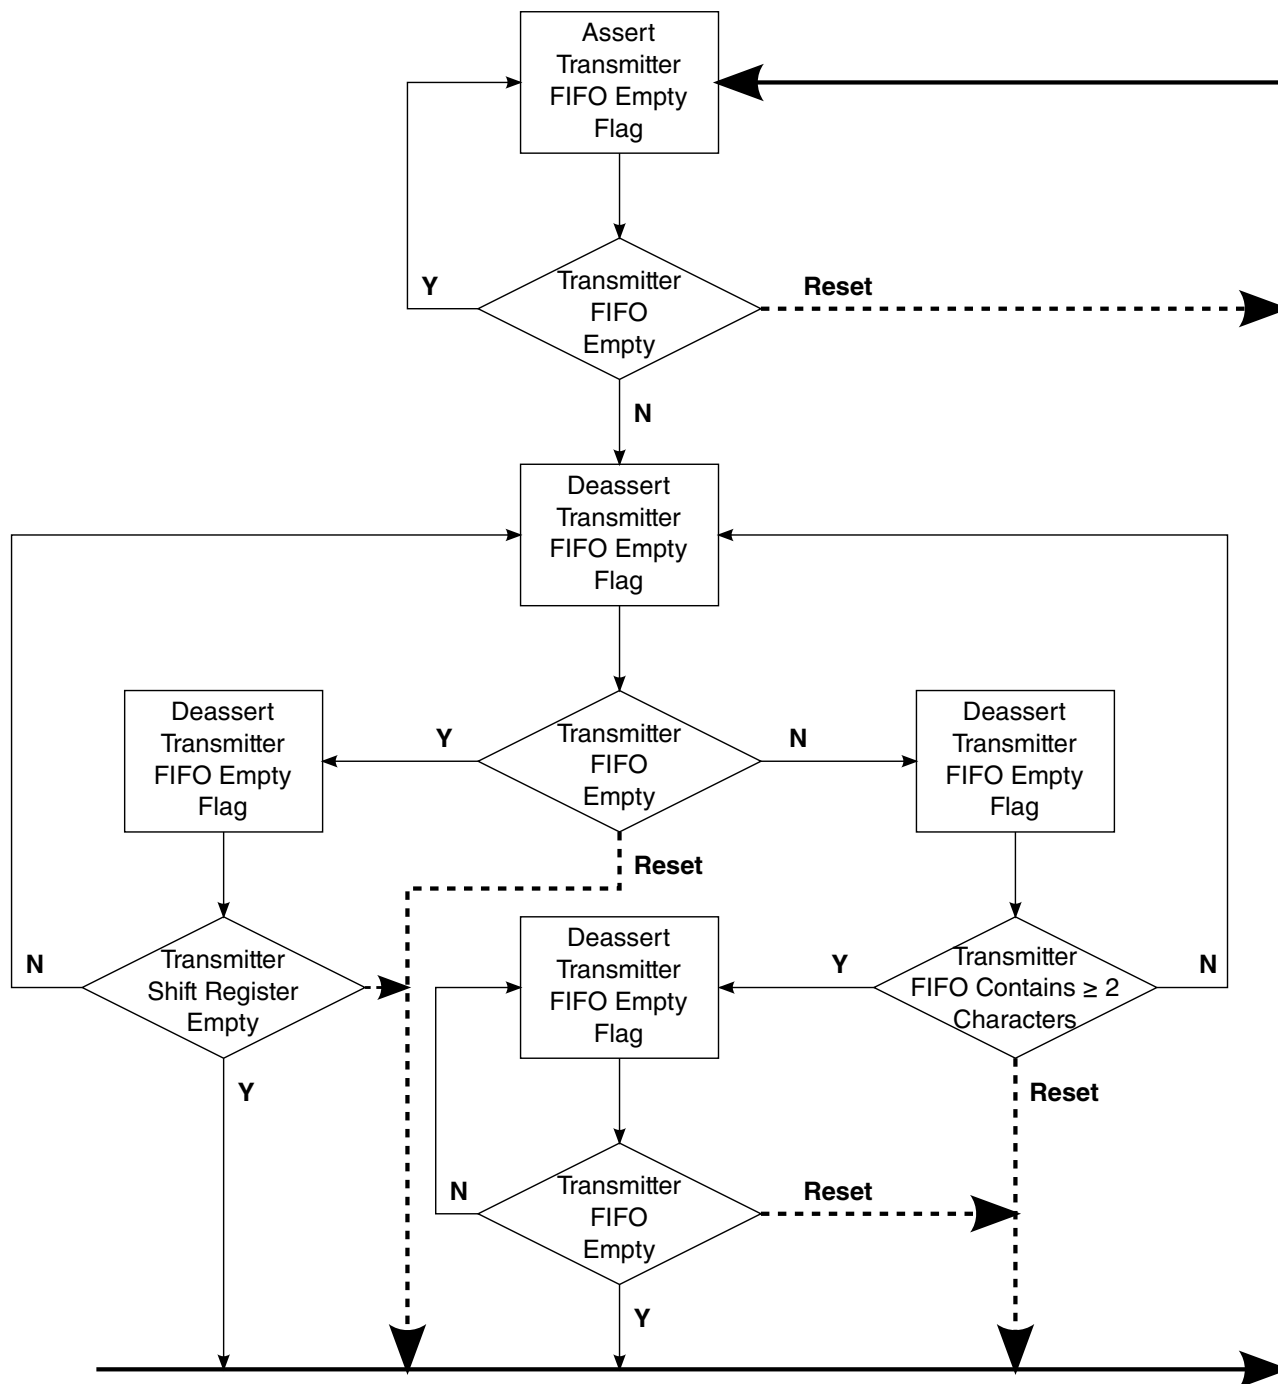 Assert
Transmitter
FIFO Empty
Flag
Y
Transmitter
FIFO
Empty
Reset
N
Deassert
Transmitter
FIFO Empty
Flag
Deassert
Transmitter
FIFO Empty
Flag
Y
Transmitter
FIFO
Empty
N
Deassert
Transmitter
FIFO Empty
Flag
Reset
N
Transmitter
Shift Register
Empty
Y
Deassert
Transmitter
FIFO Empty
Flag
Y
Transmitter
FIFO Contains ≥ 2
Characters
N
Reset
N
Transmitter
FIFO
Empty
Reset
Y